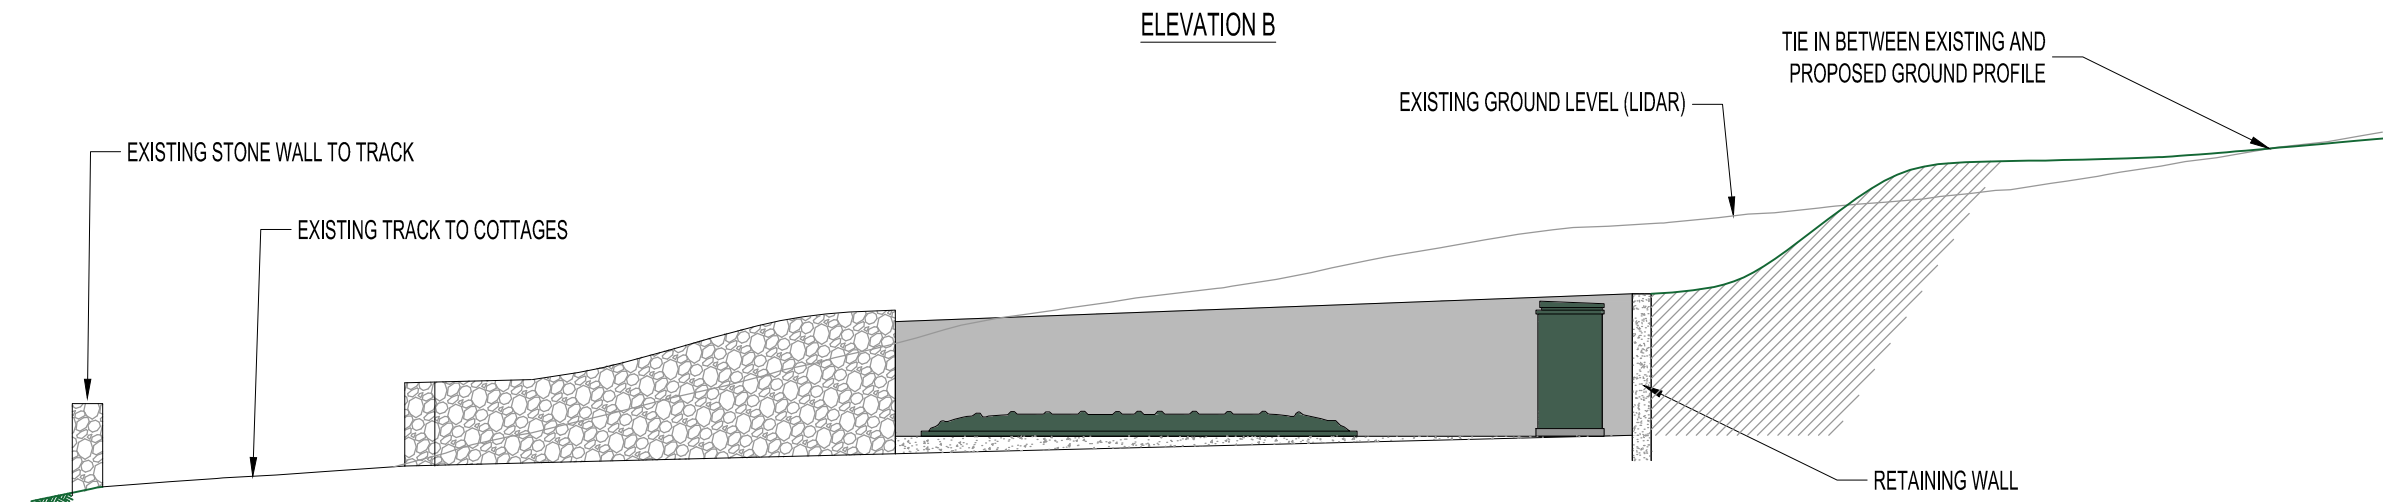 ELEVATION B
TIE IN BETWEEN EXISTING AND
PROPOSED GROUND PROFILE
EXISTING GROUND LEVEL (LIDAR)
EXISTING STONE WALL TO TRACK
EXISTING TRACK TO COTTAGES
RETAINING WALL